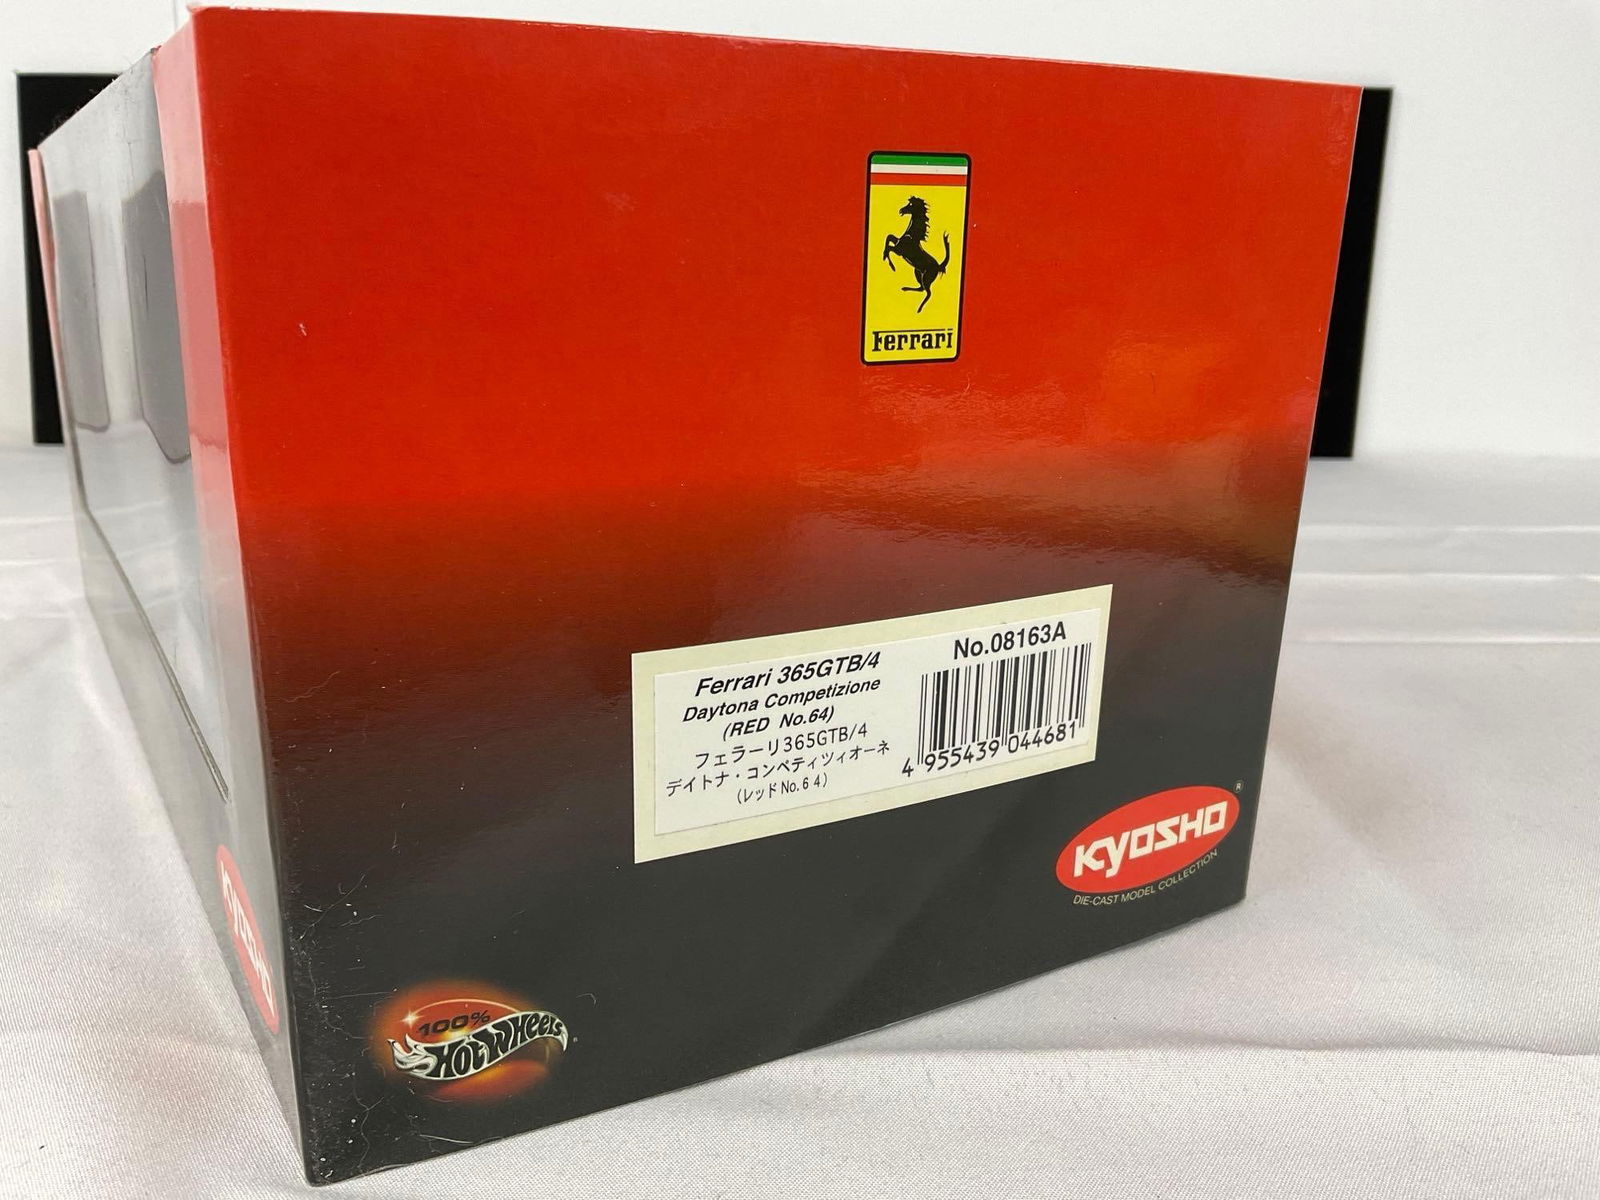 Ferrari
Ferrari 365GTB/4
Daytona Competizione
(RED No.64)
フェラーリ365GTB/4
デイトナ・コンペティツィオーネ
(レッドNo.64)
No.08163A
4 955439 044681
KYOSHO ®
DIE-CAST MODEL COLLECTION
KYOSHO
100%
HOT WHEELS